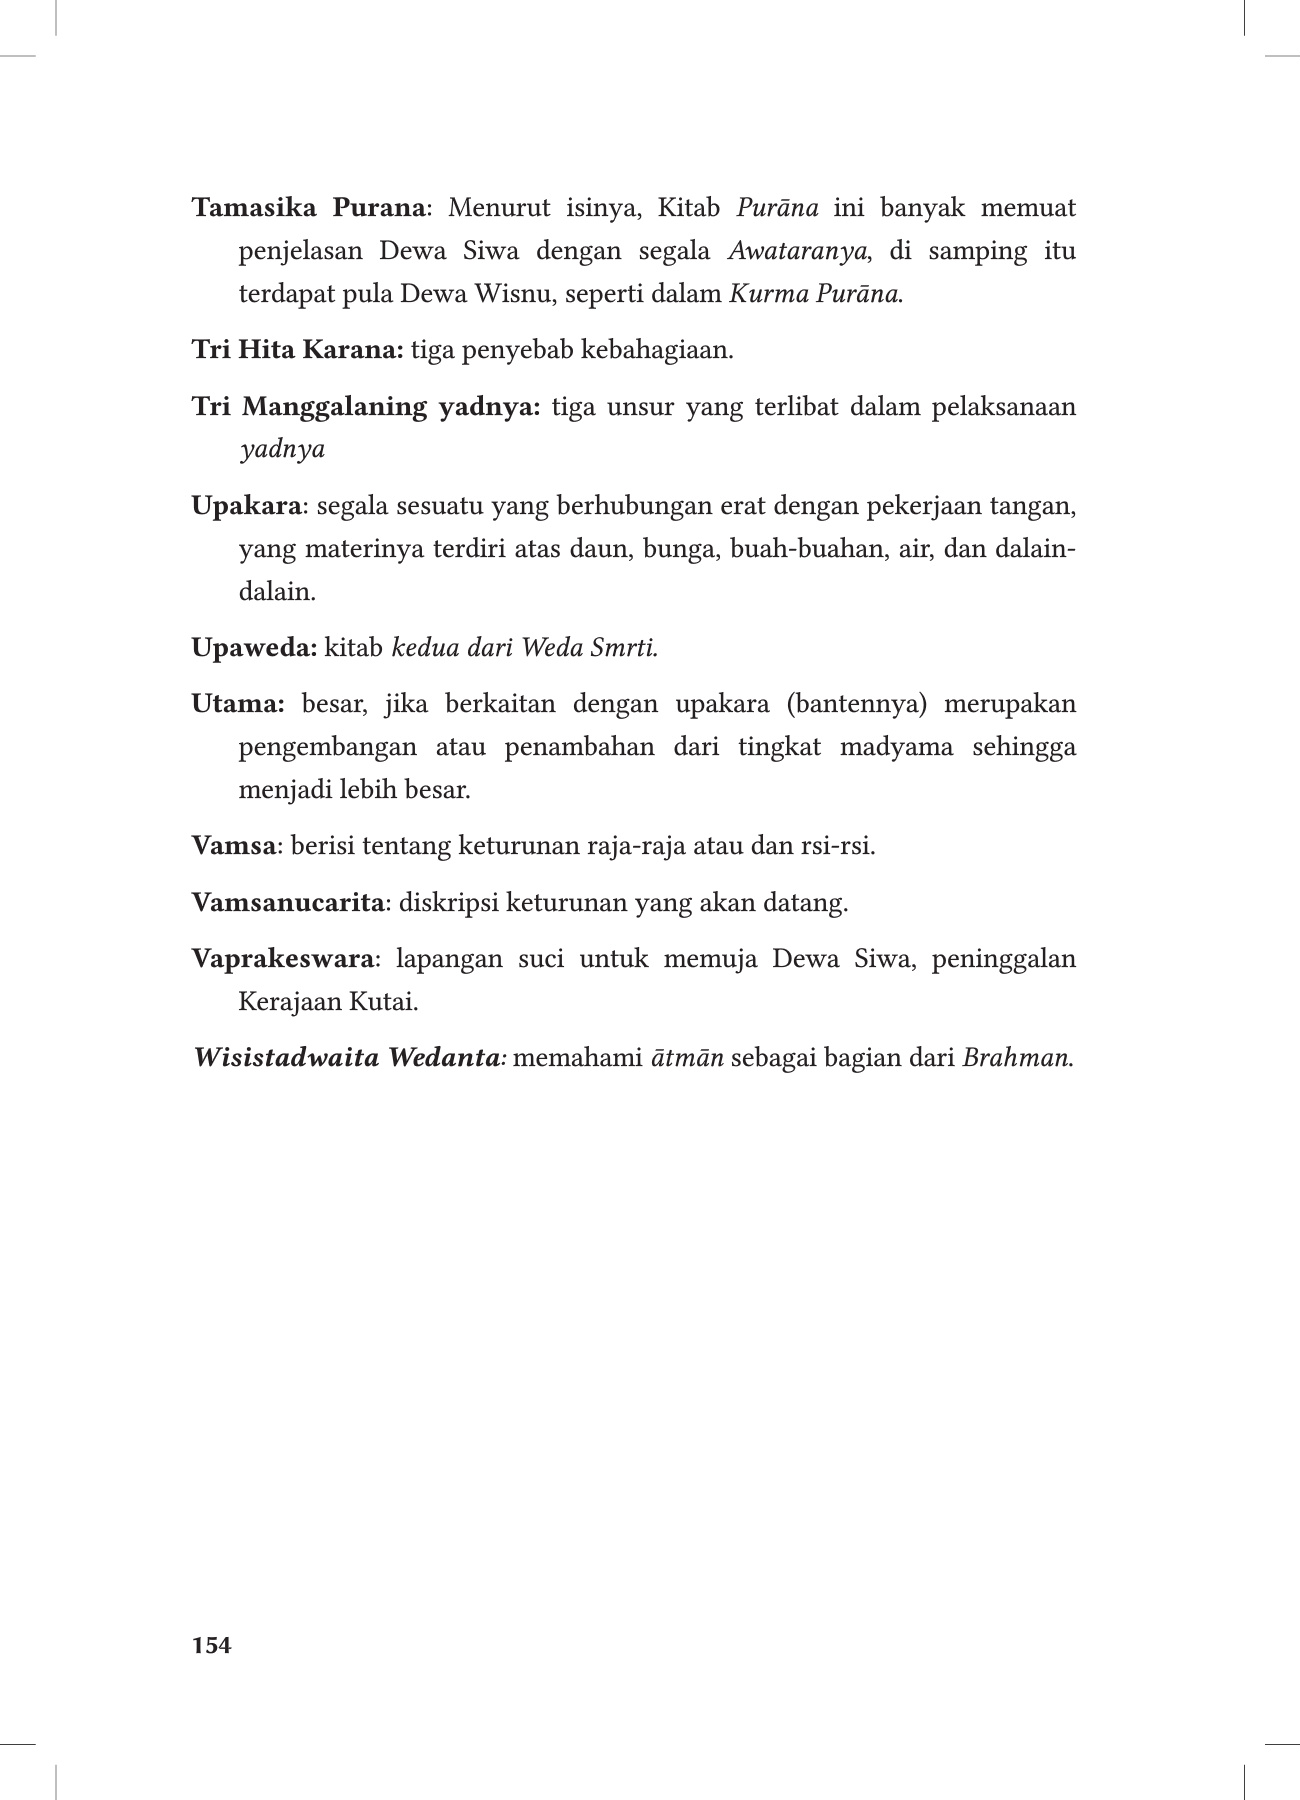 Tamasika Purana: Menurut isinya, Kitab Purāna ini banyak memuat
penjelasan Dewa Siwa dengan segala Awataranya, di samping itu
terdapat pula Dewa Wisnu, seperti dalam Kurma Purāna.
Tri Hita Karana: tiga penyebab kebahagiaan.
Tri Manggalaning yadnya: tiga unsur yang terlibat dalam pelaksanaan
yadnya
Upakara: segala sesuatu yang berhubungan erat dengan pekerjaan tangan,
yang materinya terdiri atas daun, bunga, buah-buahan, air, dan dalain-
dalain.
Upaweda: kitab kedua dari Weda Smrti.
Utama: besar, jika berkaitan dengan upakara (bantennya) merupakan
pengembangan atau penambahan dari tingkat madyama sehingga
menjadi lebih besar.
Vamsa: berisi tentang keturunan raja-raja atau dan rsi-rsi.
Vamsanucarita: diskripsi keturunan yang akan datang.
Vaprakeswara: lapangan suci untuk memuja Dewa Siwa, peninggalan
Kerajaan Kutai.
Wisistadwaita Wedanta: memahami ātmān sebagai bagian dari Brahman.
154